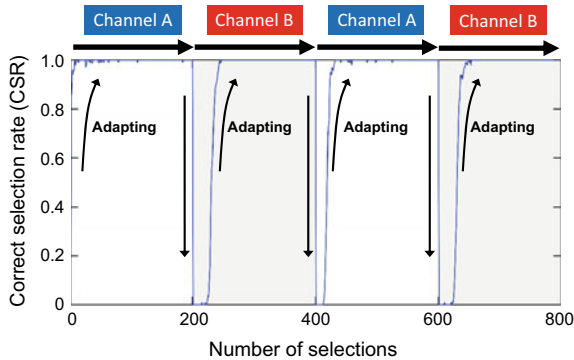 Channel A
Channel B
Channel A
Channel B
Correct selection rate (CSR)
1.0
0.8
0.6
0.4
0.2
0
Adapting
Adapting
Adapting
Adapting
0
200
400
600
800
Number of selections